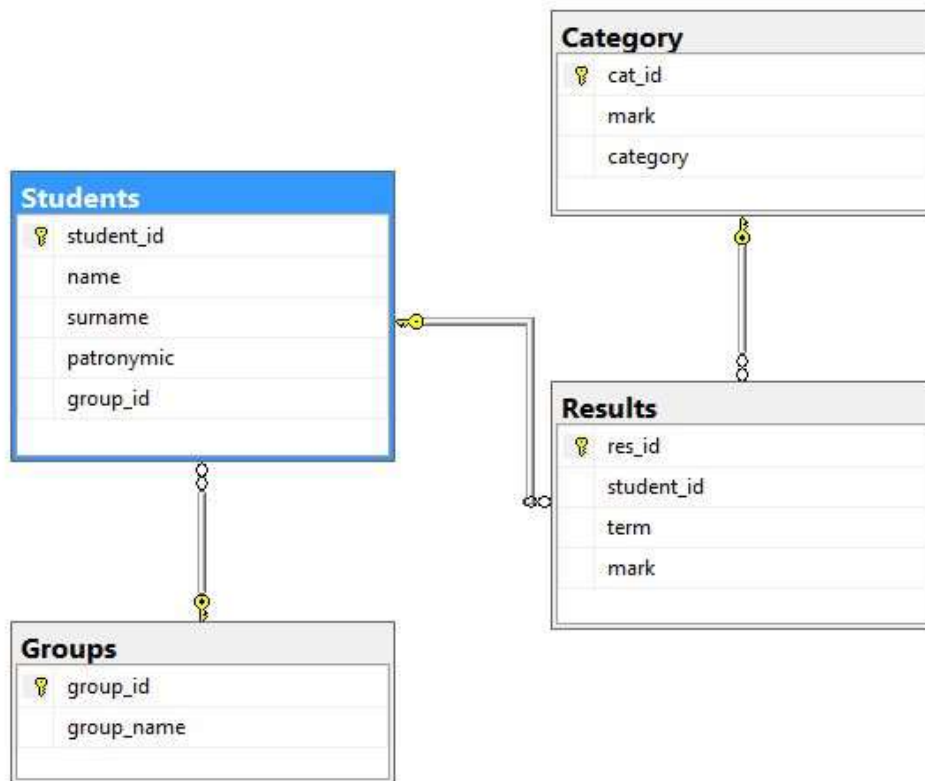 Category
cat_id
mark
category
Students
student_id
name
surname
patronymic
group_id
Results
res_id
student_id
term
mark
Groups
group_id
group_name